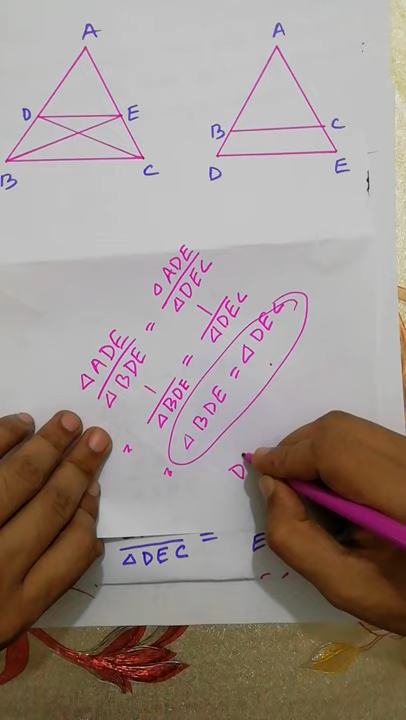 A
D E
B C
A
B C
D E
△ADE/△BDE = △ADE/△DEC
" 1/△BDE = 1/△DEC
" △BDE = △DEC
D
△DEC =
E